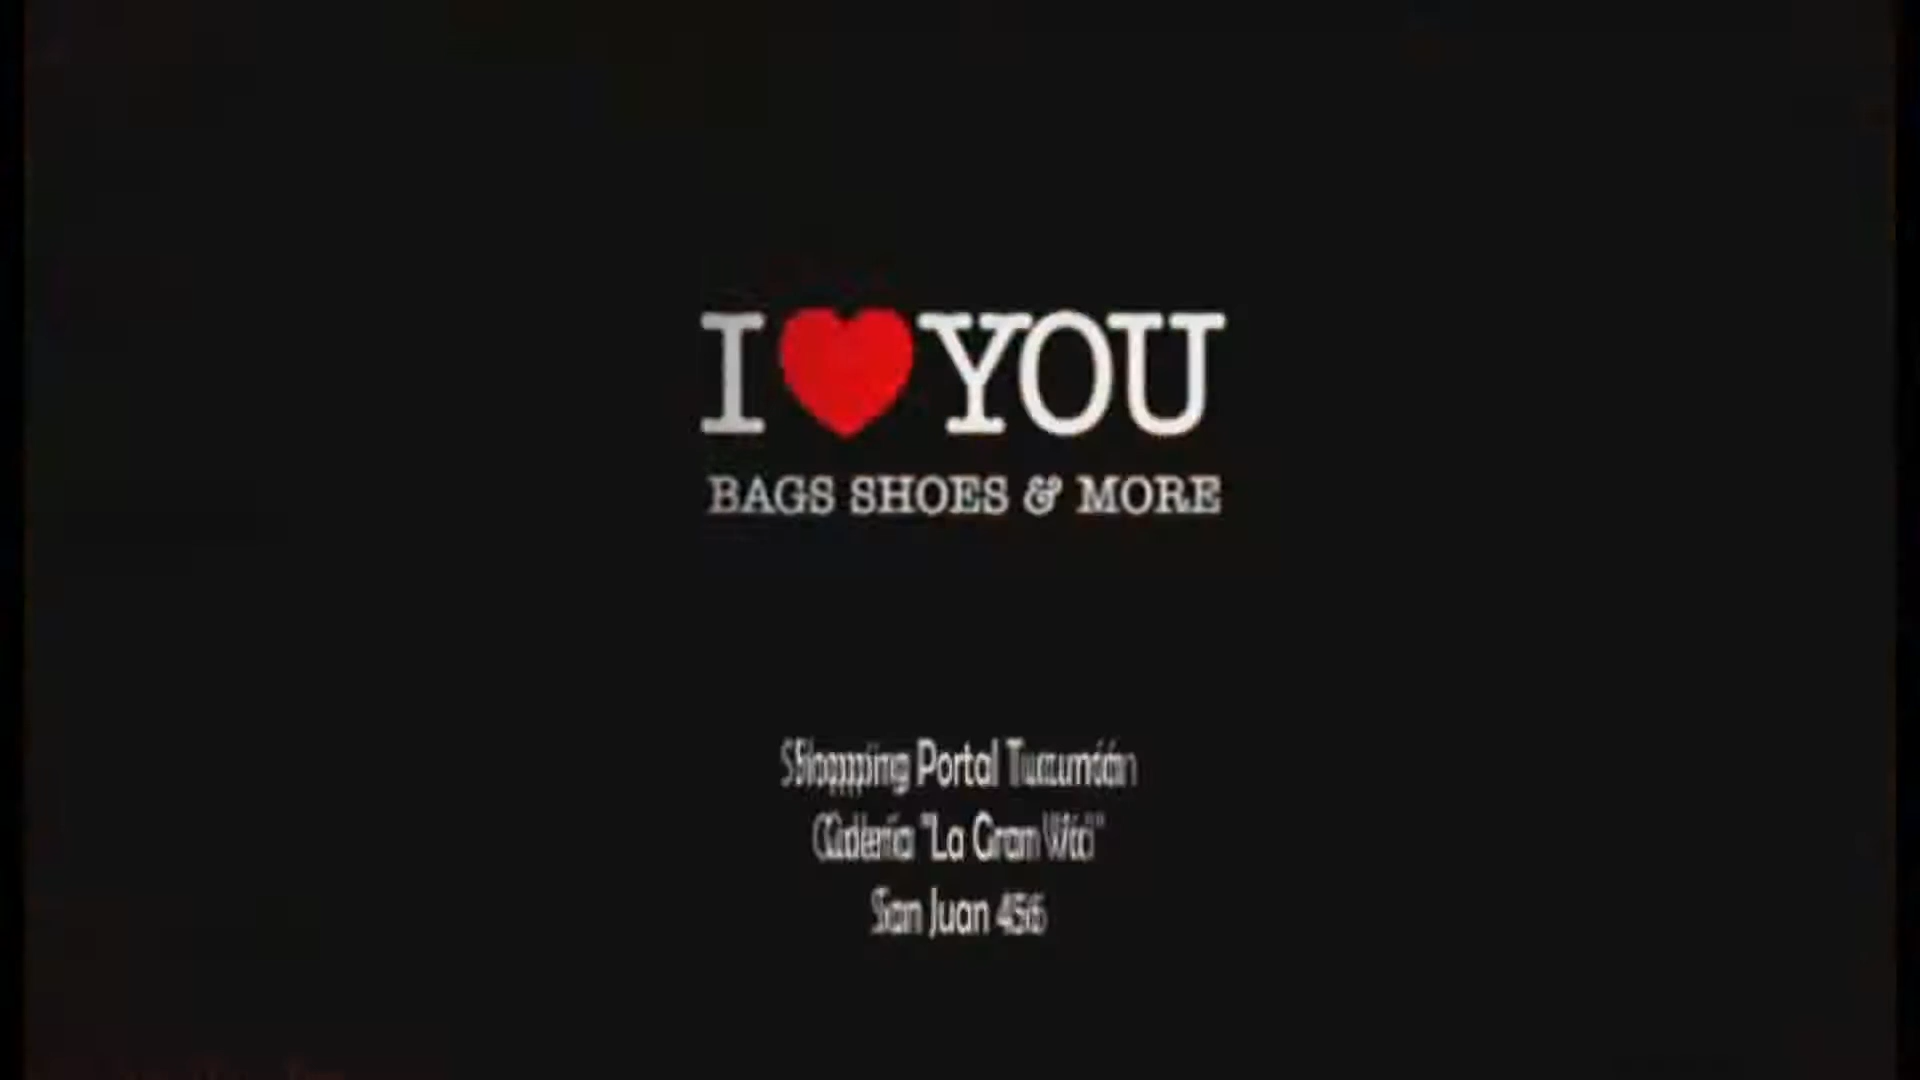 I ❤ YOU
BAGS SHOES & MORE
Shopping Portal Tucumán
Galería "La Gran Vía"
San Juan 456